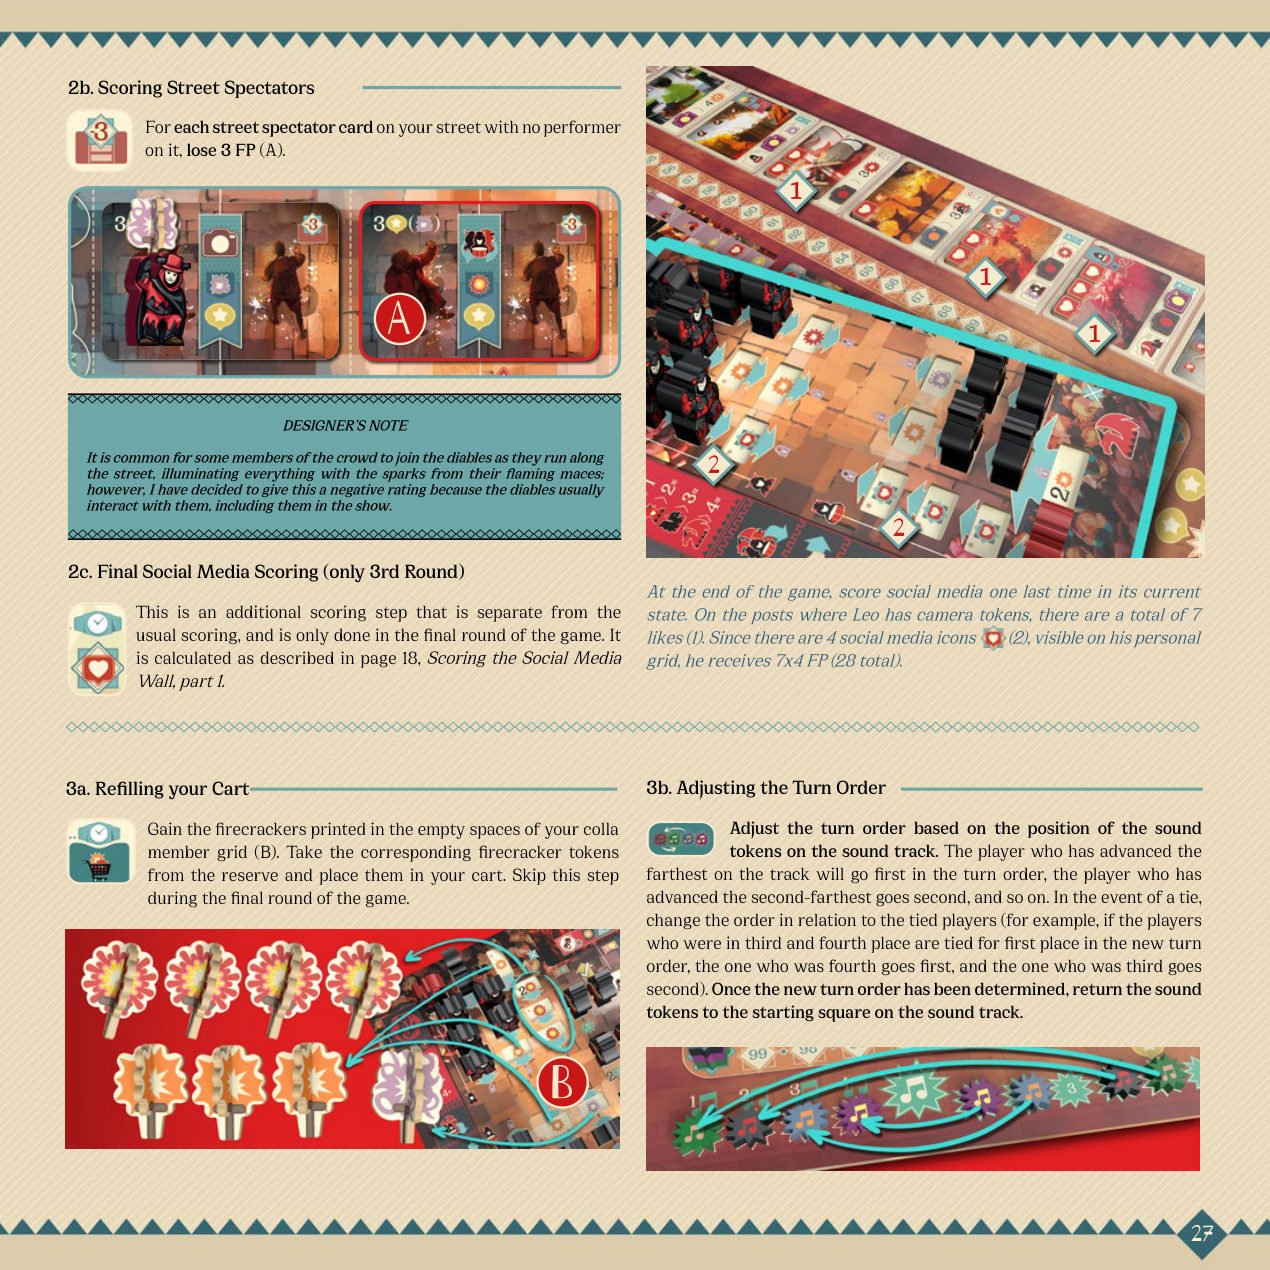 2b. Scoring Street Spectators
-3
For each street spectator card on your street with no performer
on it, lose 3 FP (A).
3
-3
3
-3
A
DESIGNER'S NOTE
It is common for some members of the crowd to join the diables as they run along
the street, illuminating everything with the sparks from their flaming maces;
however, I have decided to give this a negative rating because the diables usually
interact with them, including them in the show.
2c. Final Social Media Scoring (only 3rd Round)
This is an additional scoring step that is separate from the
usual scoring, and is only done in the final round of the game. It
is calculated as described in page 18, Scoring the Social Media
Wall, part 1.
1
1
1
2
2
At the end of the game, score social media one last time in its current
state. On the posts where Leo has camera tokens, there are a total of 7
likes (1). Since there are 4 social media icons (2), visible on his personal
grid, he receives 7x4 FP (28 total).
3a. Refilling your Cart
Gain the firecrackers printed in the empty spaces of your colla
member grid (B). Take the corresponding firecracker tokens
from the reserve and place them in your cart. Skip this step
during the final round of the game.
B
3b. Adjusting the Turn Order
Adjust the turn order based on the position of the sound
tokens on the sound track. The player who has advanced the
farthest on the track will go first in the turn order, the player who has
advanced the second-farthest goes second, and so on. In the event of a tie,
change the order in relation to the tied players (for example, if the players
who were in third and fourth place are tied for first place in the new turn
order, the one who was fourth goes first, and the one who was third goes
second). Once the new turn order has been determined, return the sound
tokens to the starting square on the sound track.
99 98
1 2 3 4
3
27